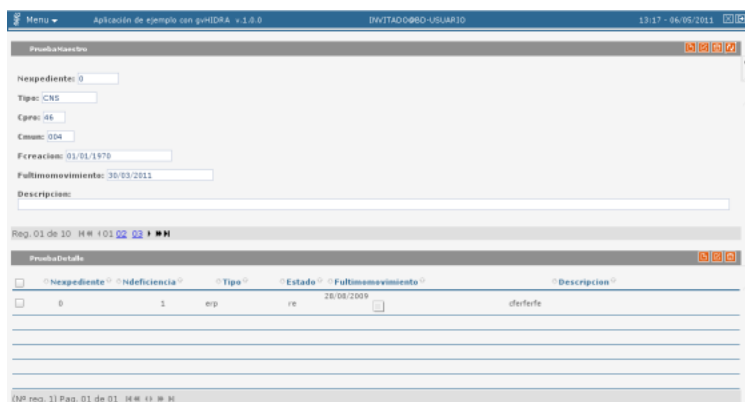 Menu Aplicación de ejemplo con gvHIDRA v.1.0.0 INVITADO@BD-USUARIO 13:17 - 06/05/2011
PruebaMaestro
Nexpediente: 0
Tipo: CNS
Cpro: 46
Cmun: 004
Fcreacion: 01/01/1970
Fultimomovimiento: 30/03/2011
Descripcion:
Reg. 01 de 10 01 02 03
PruebaDetalle
Nexpediente Ndeficiencia Tipo Estado Fultimomovimiento Descripcion
0 1 erp re 28/08/2009 cferferfe
(Nº reg. 1) Pag. 01 de 01